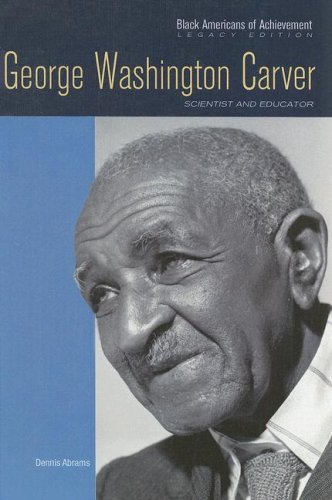 Black Americans of Achievement
LEGACY EDITION
George Washington Carver
SCIENTIST AND EDUCATOR
Dennis Abrams